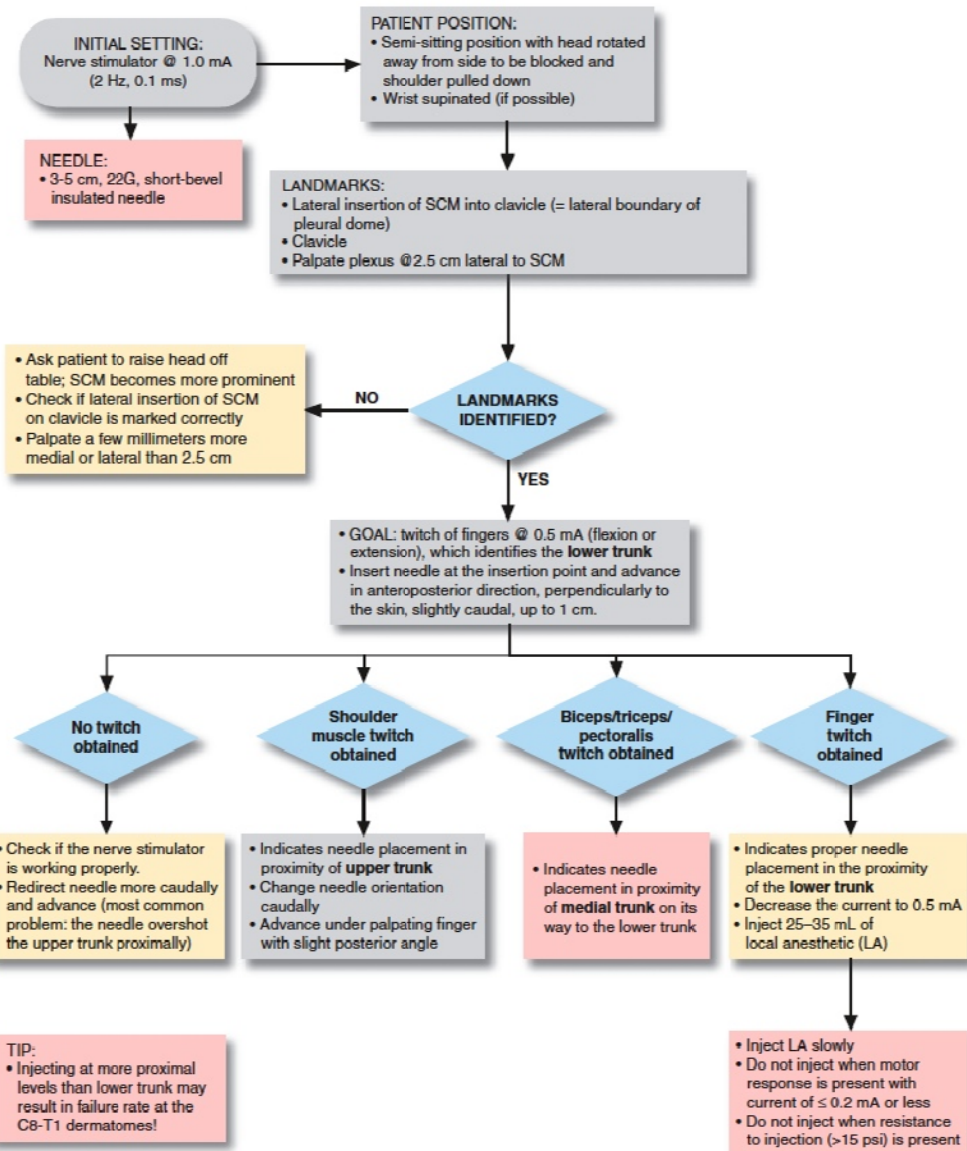 INITIAL SETTING:
Nerve stimulator @ 1.0 mA
(2 Hz, 0.1 ms)
PATIENT POSITION:
• Semi-sitting position with head rotated
away from side to be blocked and
shoulder pulled down
• Wrist supinated (if possible)
NEEDLE:
• 3-5 cm, 22G, short-bevel
insulated needle
LANDMARKS:
• Lateral insertion of SCM into clavicle (= lateral boundary of
pleural dome)
• Clavicle
• Palpate plexus @2.5 cm lateral to SCM
• Ask patient to raise head off
table; SCM becomes more prominent
• Check if lateral insertion of SCM
on clavicle is marked correctly
• Palpate a few millimeters more
medial or lateral than 2.5 cm
NO
LANDMARKS
IDENTIFIED?
YES
• GOAL: twitch of fingers @ 0.5 mA (flexion or
extension), which identifies the lower trunk
• Insert needle at the insertion point and advance
in anteroposterior direction, perpendicularly to
the skin, slightly caudal, up to 1 cm.
No twitch
obtained
Shoulder
muscle twitch
obtained
Biceps/triceps/
pectoralis
twitch obtained
Finger
twitch
obtained
• Check if the nerve stimulator
is working properly.
• Redirect needle more caudally
and advance (most common
problem: the needle overshot
the upper trunk proximally)
• Indicates needle placement in
proximity of upper trunk
• Change needle orientation
caudally
• Advance under palpating finger
with slight posterior angle
• Indicates needle
placement in proximity
of medial trunk on its
way to the lower trunk
• Indicates proper needle
placement in the proximity
of the lower trunk
• Decrease the current to 0.5 mA
• Inject 25–35 mL of
local anesthetic (LA)
TIP:
• Injecting at more proximal
levels than lower trunk may
result in failure rate at the
C8-T1 dermatomes!
• Inject LA slowly
• Do not inject when motor
response is present with
current of ≤ 0.2 mA or less
• Do not inject when resistance
to injection (>15 psi) is present